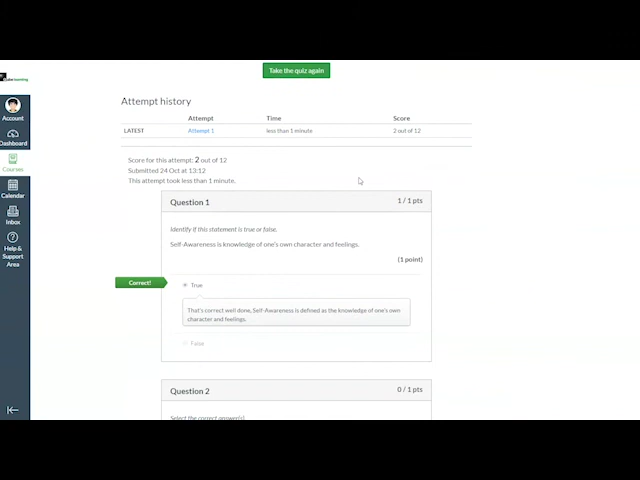 Take the quiz again
learning
Attempt history
Attempt Time Score
LATEST Attempt 1 less than 1 minute 2 out of 12
Score for this attempt: 2 out of 12
Submitted 24 Oct at 13:12
This attempt took less than 1 minute.
Account
Dashboard
Courses
Calendar
Inbox
Help &
Support
Area
Question 1 1 / 1 pts
Identify if this statement is true or false.
Self-Awareness is knowledge of one's own character and feelings.
(1 point)
Correct! True
That's correct well done, Self-Awareness is defined as the knowledge of one's own
character and feelings.
False
Question 2 0 / 1 pts
Select the correct answer(s).